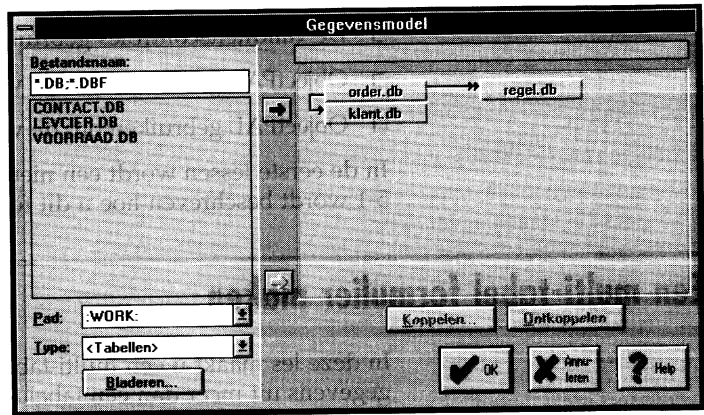 Gegevensmodel
Bestandsnaam:
*.DB;*.DBF
CONTACT.DB
LEVCIER.DB
VOORRAAD.DB
order.db
regel.db
klant.db
Pad:
:WORK:
Type:
<Tabellen>
Bladeren...
Koppelen...
Ontkoppelen
OK
Annu-
leren
Help